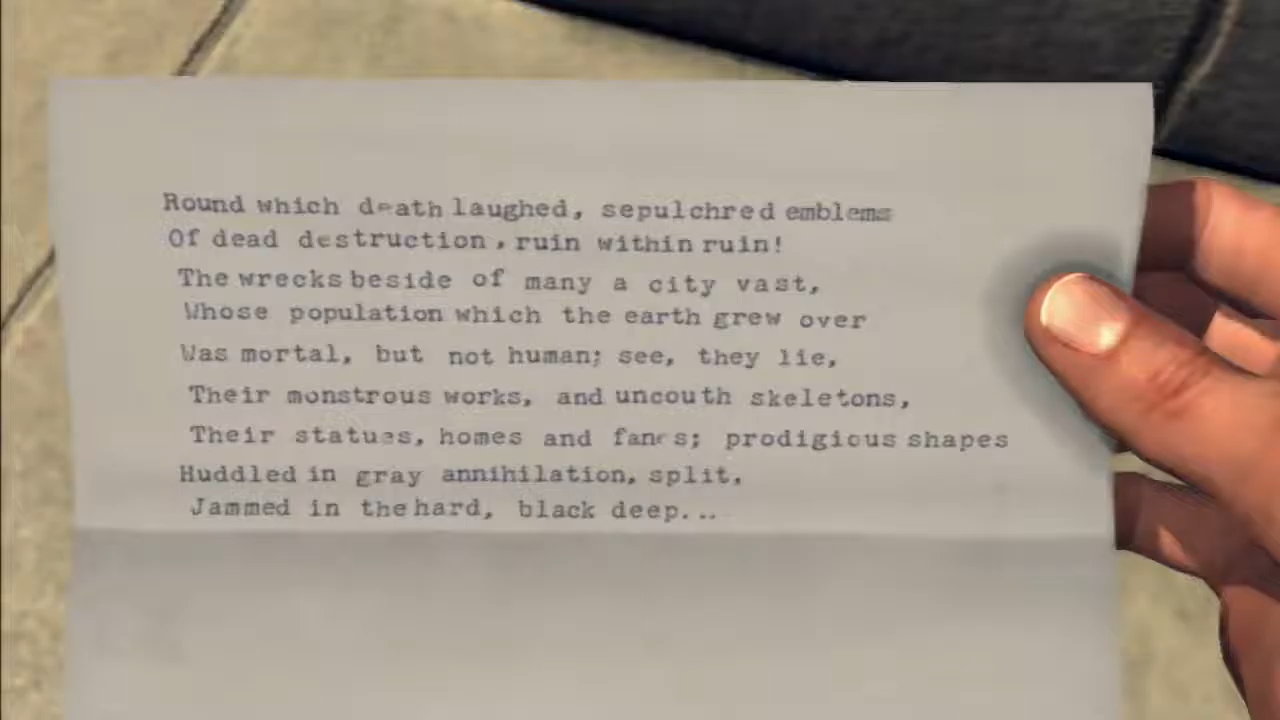 Round which death laughed, sepulchred emblems
Of dead destruction, ruin within ruin!
The wrecks beside of many a city vast,
Whose population which the earth grew over
Was mortal, but not human; see, they lie,
Their monstrous works, and uncouth skeletons,
Their statues, homes and fanes; prodigious shapes
Huddled in gray annihilation, split,
Jammed in the hard, black deep...